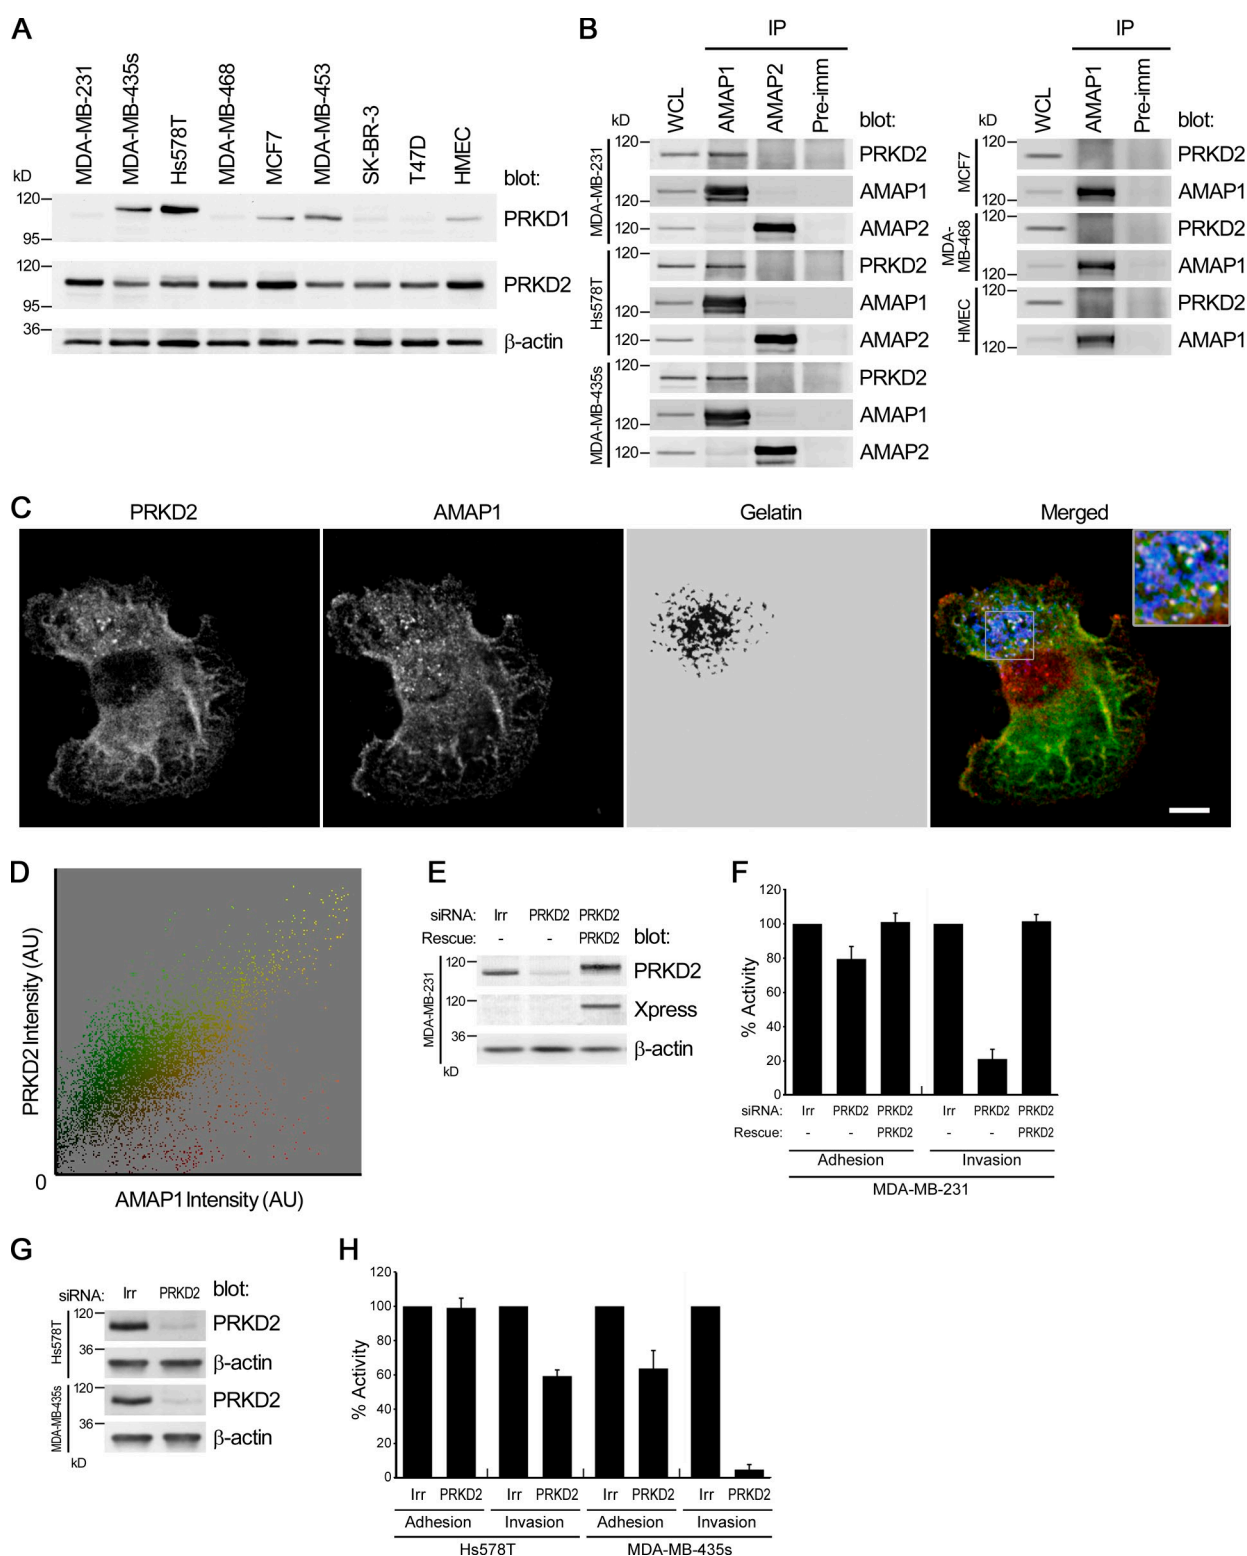 A
MDA-MB-231
MDA-MB-435s
Hs578T
MDA-MB-468
MCF7
MDA-MB-453
SK-BR-3
T47D
HMEC
kD
blot:
120
95
PRKD1
120
95
PRKD2
36
β-actin
B
IP
kD
WCL
AMAP1
AMAP2
Pre-imm
blot:
MDA-MB-231
120
PRKD2
120
AMAP1
120
AMAP2
Hs578T
120
PRKD2
120
AMAP1
120
AMAP2
MDA-MB-435s
120
PRKD2
120
AMAP1
120
AMAP2
IP
kD
WCL
AMAP1
Pre-imm
blot:
MCF7
120
PRKD2
120
AMAP1
MDA-
MB-468
120
PRKD2
120
AMAP1
HMEC
120
PRKD2
120
AMAP1
C
PRKD2
AMAP1
Gelatin
Merged
D
PRKD2 Intensity (AU)
0
AMAP1 Intensity (AU)
E
siRNA: Irr PRKD2 PRKD2
Rescue: - - PRKD2 blot:
MDA-MB-231
120
PRKD2
120
Xpress
36
β-actin
kD
F
% Activity
120
100
80
60
40
20
0
siRNA: Irr PRKD2 PRKD2 Irr PRKD2 PRKD2
Rescue: - - PRKD2 - - PRKD2
Adhesion Invasion
MDA-MB-231
G
siRNA: Irr PRKD2 blot:
Hs578T
120
PRKD2
36
β-actin
MDA-MB-435s
120
PRKD2
36
β-actin
kD
H
% Activity
120
100
80
60
40
20
0
Irr PRKD2 Irr PRKD2 Irr PRKD2 Irr PRKD2
Adhesion Invasion Adhesion Invasion
Hs578T MDA-MB-435s